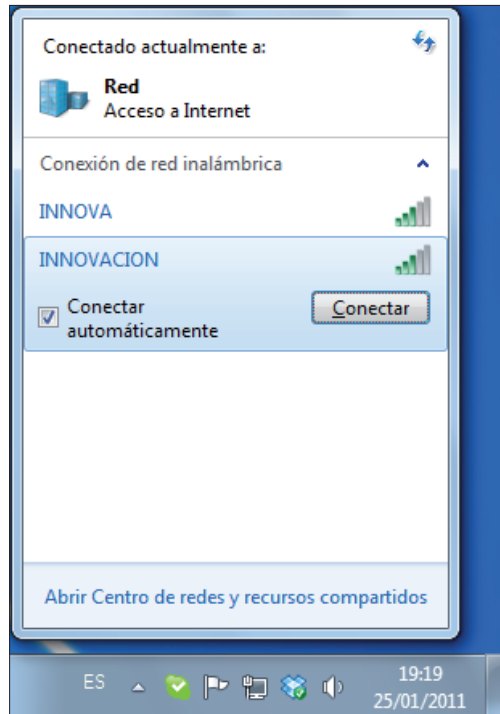 Conectado actualmente a:
Red
Acceso a Internet
Conexión de red inalámbrica
INNOVA
INNOVACION
Conectar
automáticamente
Conectar
Abrir Centro de redes y recursos compartidos
ES
19:19
25/01/2011